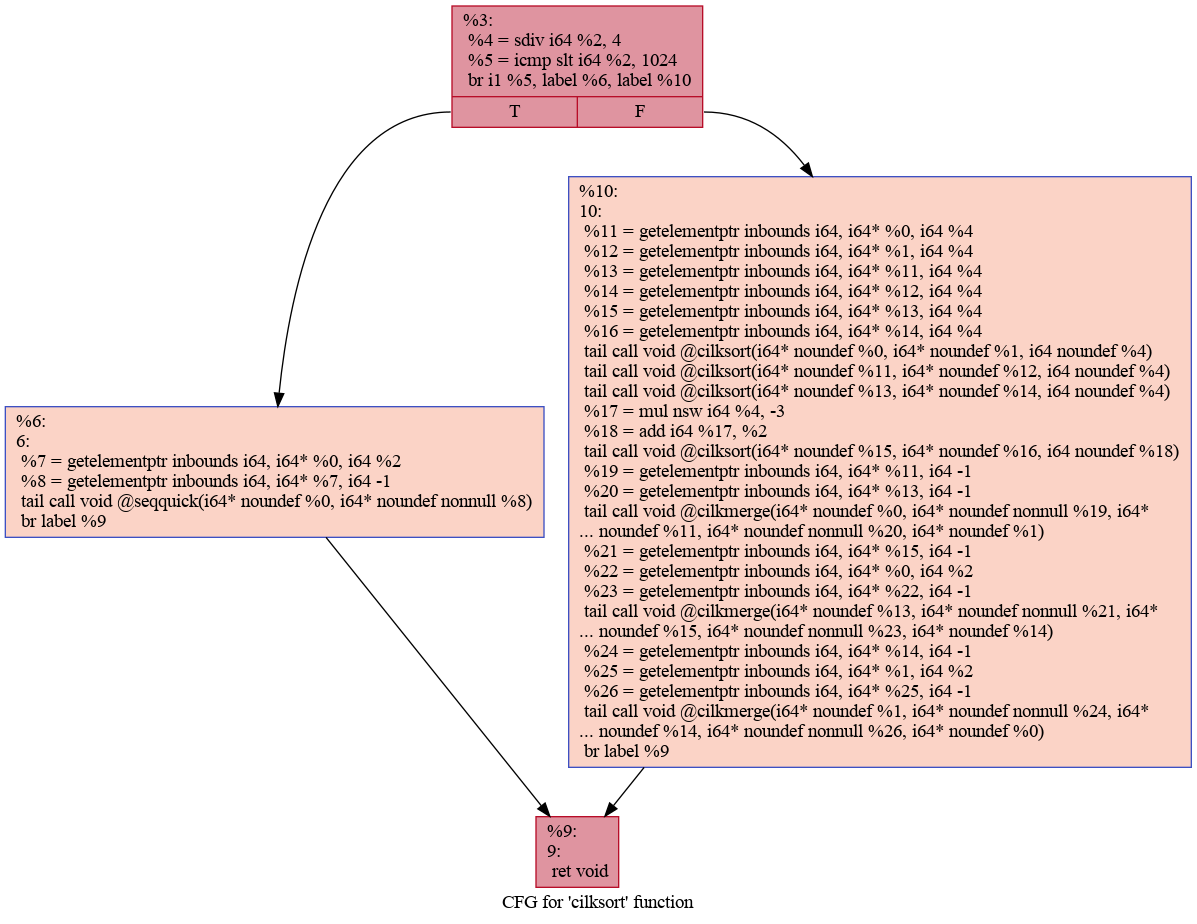 %3:
%4 = sdiv i64 %2, 4
%5 = icmp slt i64 %2, 1024
br i1 %5, label %6, label %10
T
F
%10:
10:
%11 = getelementptr inbounds i64, i64* %0, i64 %4
%12 = getelementptr inbounds i64, i64* %1, i64 %4
%13 = getelementptr inbounds i64, i64* %11, i64 %4
%14 = getelementptr inbounds i64, i64* %12, i64 %4
%15 = getelementptr inbounds i64, i64* %13, i64 %4
%16 = getelementptr inbounds i64, i64* %14, i64 %4
tail call void @cilksort(i64* noundef %0, i64* noundef %1, i64 noundef %4)
tail call void @cilksort(i64* noundef %11, i64* noundef %12, i64 noundef %4)
tail call void @cilksort(i64* noundef %13, i64* noundef %14, i64 noundef %4)
%17 = mul nsw i64 %4, -3
%18 = add i64 %17, %2
tail call void @cilksort(i64* noundef %15, i64* noundef %16, i64 noundef %18)
%19 = getelementptr inbounds i64, i64* %11, i64 -1
%20 = getelementptr inbounds i64, i64* %13, i64 -1
tail call void @cilkmerge(i64* noundef %0, i64* noundef nonnull %19, i64*
... noundef %11, i64* noundef nonnull %20, i64* noundef %1)
%21 = getelementptr inbounds i64, i64* %15, i64 -1
%22 = getelementptr inbounds i64, i64* %0, i64 %2
%23 = getelementptr inbounds i64, i64* %22, i64 -1
tail call void @cilkmerge(i64* noundef %13, i64* noundef nonnull %21, i64*
... noundef %15, i64* noundef nonnull %23, i64* noundef %14)
%24 = getelementptr inbounds i64, i64* %14, i64 -1
%25 = getelementptr inbounds i64, i64* %1, i64 %2
%26 = getelementptr inbounds i64, i64* %25, i64 -1
tail call void @cilkmerge(i64* noundef %1, i64* noundef nonnull %24, i64*
... noundef %14, i64* noundef nonnull %26, i64* noundef %0)
br label %9
%6:
6:
%7 = getelementptr inbounds i64, i64* %0, i64 %2
%8 = getelementptr inbounds i64, i64* %7, i64 -1
tail call void @seqquick(i64* noundef %0, i64* noundef nonnull %8)
br label %9
%9:
9:
ret void
CFG for 'cilksort' function